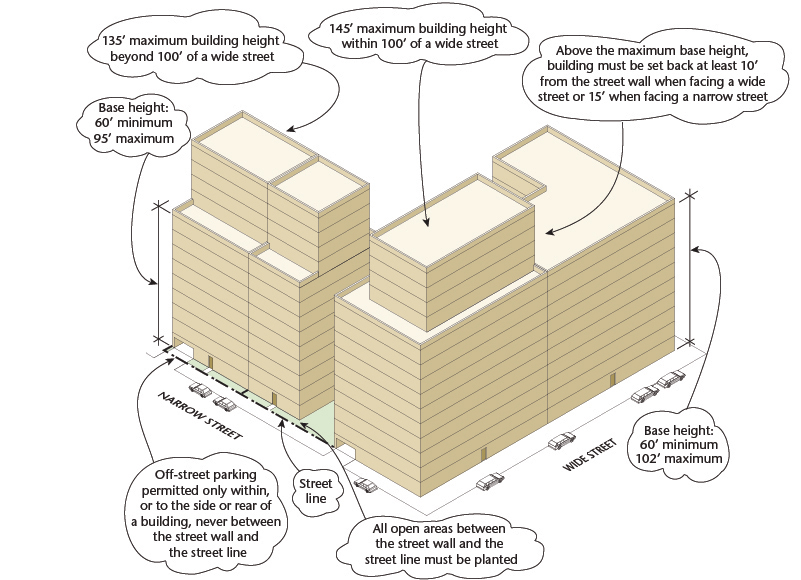 135’ maximum building height
beyond 100’ of a wide street
145’ maximum building height
within 100’ of a wide street
Above the maximum base height,
building must be set back at least 10’
from the street wall when facing a wide
street or 15’ when facing a narrow street
Base height:
60’ minimum
95’ maximum
NARROW STREET
WIDE STREET
Base height:
60’ minimum
102’ maximum
Off-street parking
permitted only within,
or to the side or rear of
a building, never between
the street wall and
the street line
Street
line
All open areas between
the street wall and the
street line must be planted